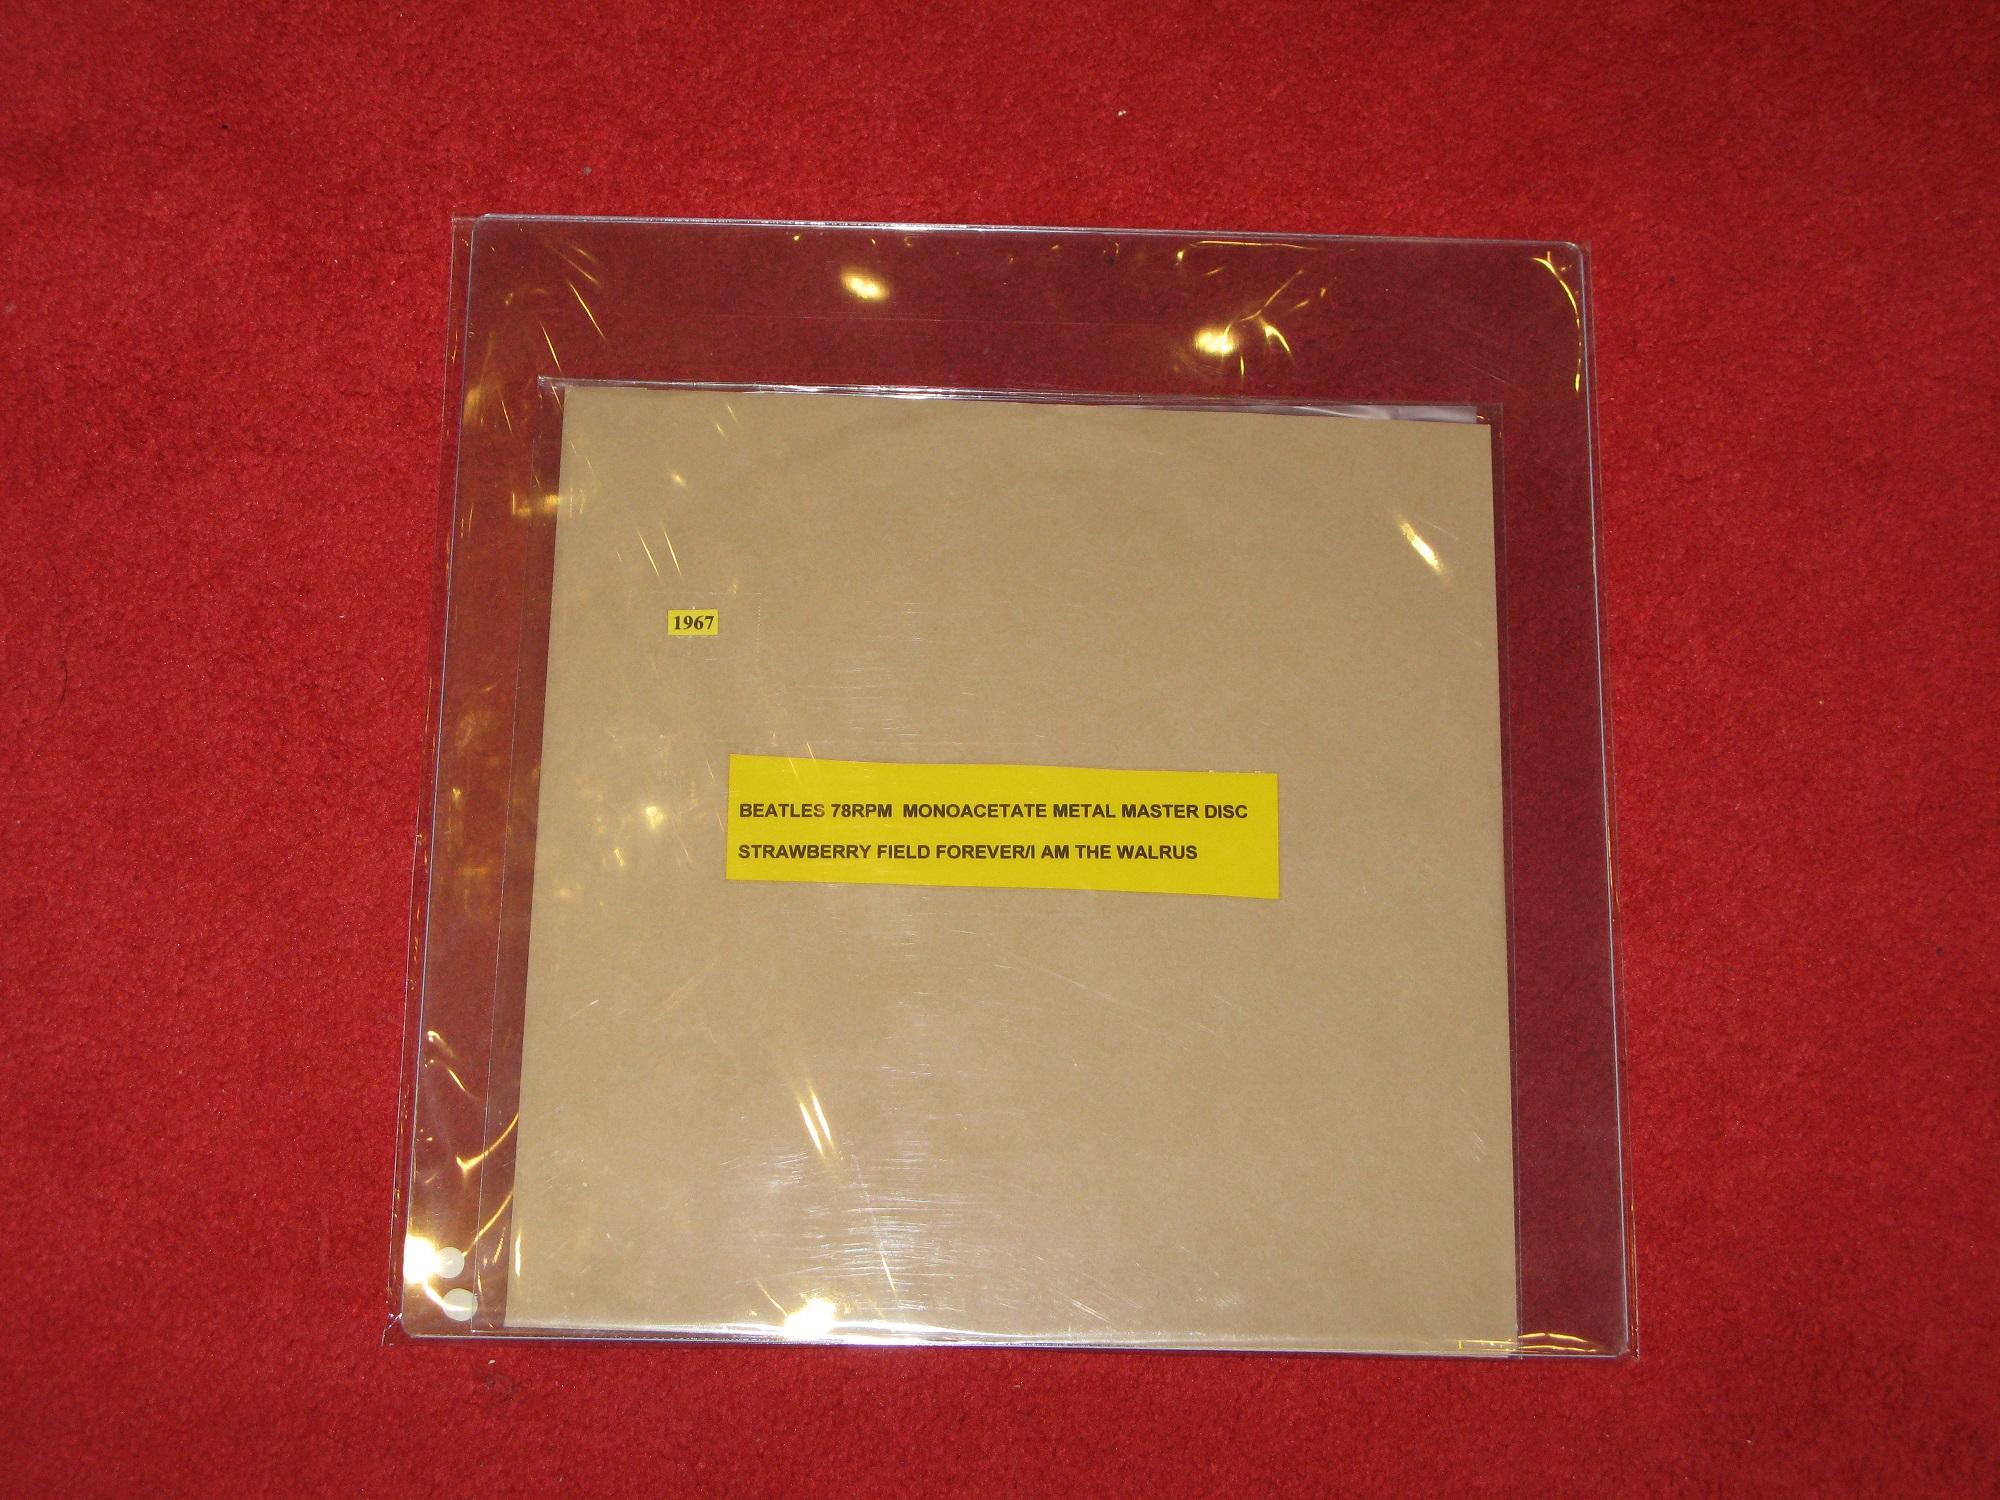 1967
BEATLES 78RPM MONOACETATE METAL MASTER DISC
STRAWBERRY FIELD FOREVER/I AM THE WALRUS